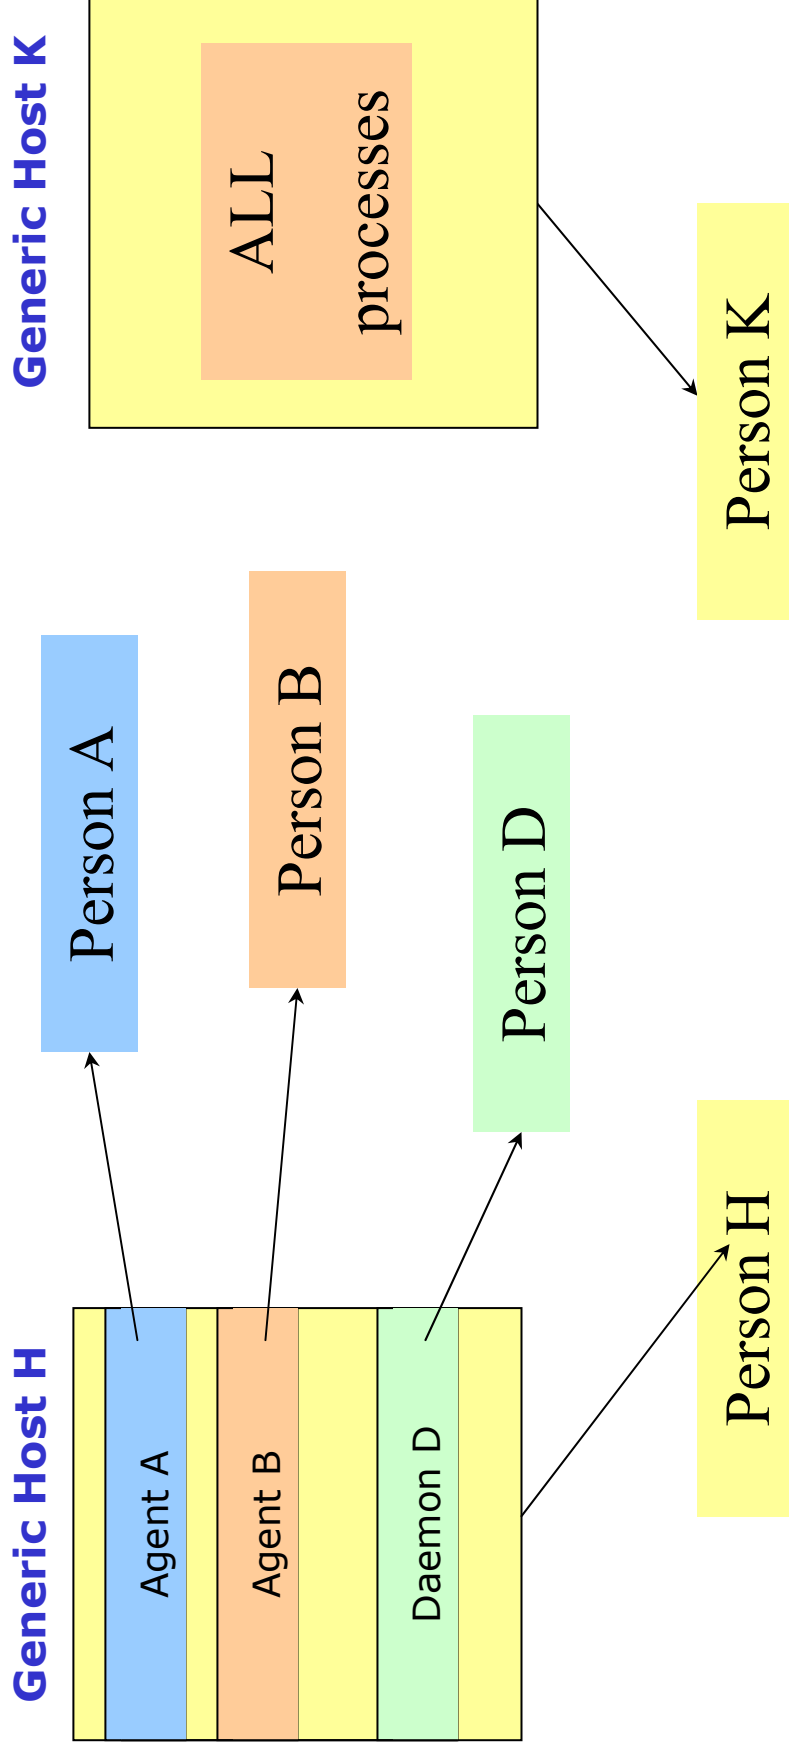 Generic Host H
Generic Host K
Agent A
Person A
Agent B
Person B
ALL
processes
Daemon D
Person D
Person H
Person K